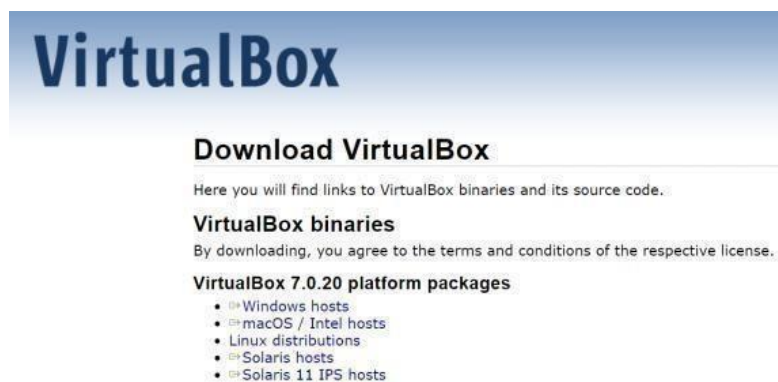 VirtualBox
Download VirtualBox
Here you will find links to VirtualBox binaries and its source code.
VirtualBox binaries
By downloading, you agree to the terms and conditions of the respective license.
VirtualBox 7.0.20 platform packages
Windows hosts
macOS / Intel hosts
Linux distributions
Solaris hosts
Solaris 11 IPS hosts